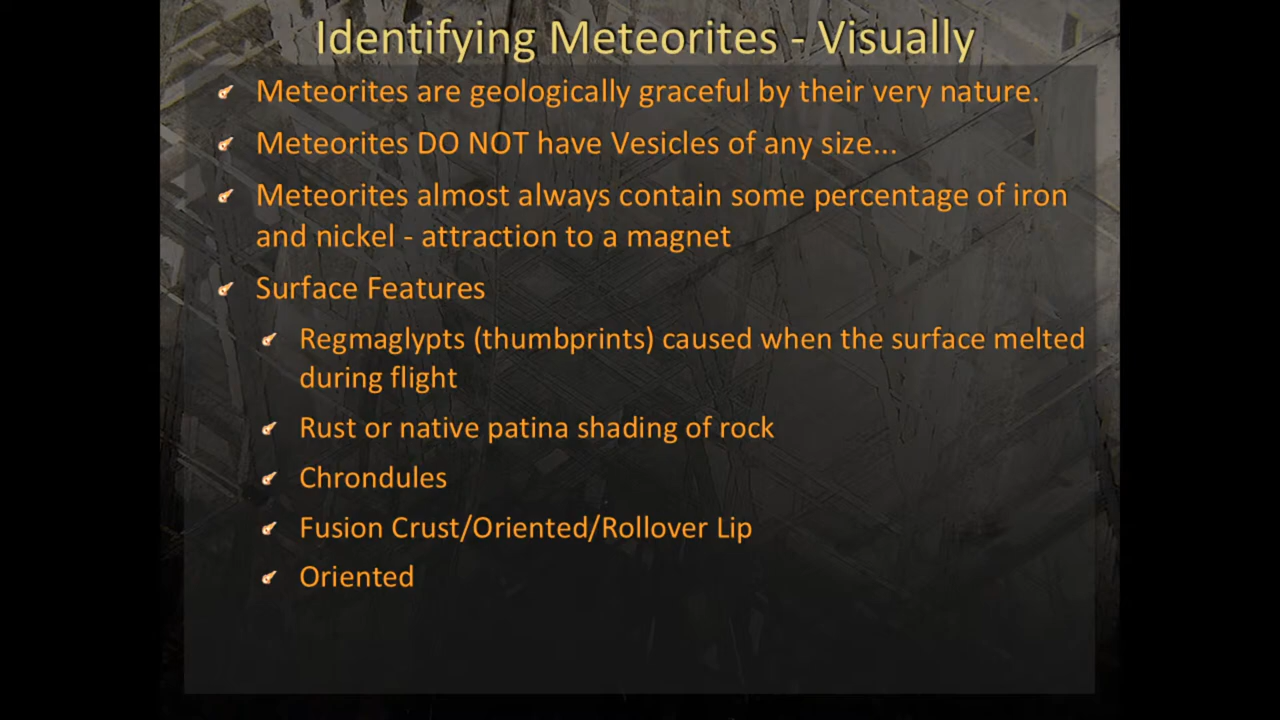 Identifying Meteorites - Visually
Meteorites are geologically graceful by their very nature.
Meteorites DO NOT have Vesicles of any size...
Meteorites almost always contain some percentage of iron
and nickel - attraction to a magnet
Surface Features
Regmaglypts (thumbprints) caused when the surface melted
during flight
Rust or native patina shading of rock
Chrondules
Fusion Crust/Oriented/Rollover Lip
Oriented